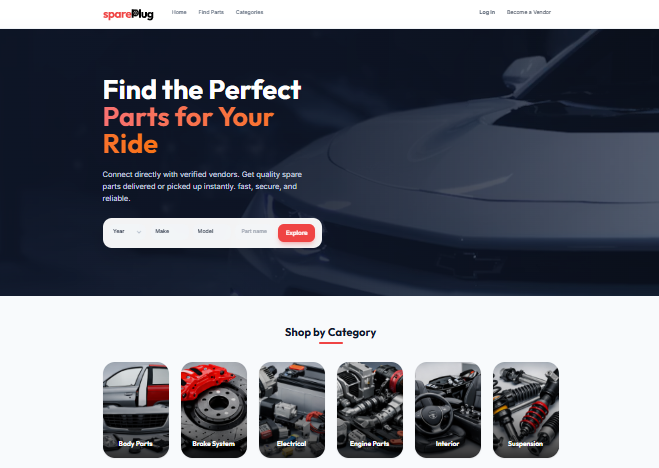 sparePlug
Home Find Parts Categories
Log In Become a Vendor
Find the Perfect
Parts for Your
Ride
Connect directly with verified vendors. Get quality spare
parts delivered or picked up instantly. fast, secure, and
reliable.
Year Make Model Part name Explore
Shop by Category
Body Parts Brake System Electrical Engine Parts Interior Suspension